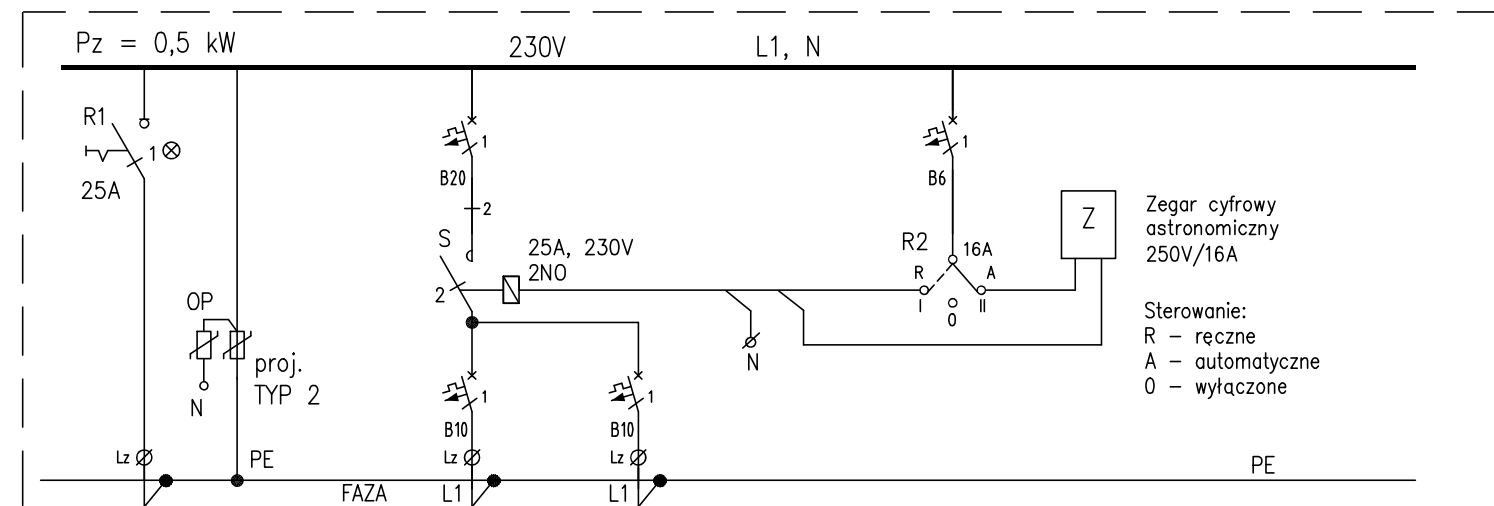 Pz = 0,5 kW
230V
L1, N
R1
1
25A
1
B20
2
S
2
25A, 230V
2NO
1
B6
R2
16A
R
A
I
0
II
Z
Zegar cyfrowy
astronomiczny
250V/16A
Sterowanie:
R – ręczne
A – automatyczne
0 – wyłączone
OP
proj.
TYP 2
N
N
1
B10
1
B10
Lz
PE
Lz
Lz
PE
FAZA
L1
L1